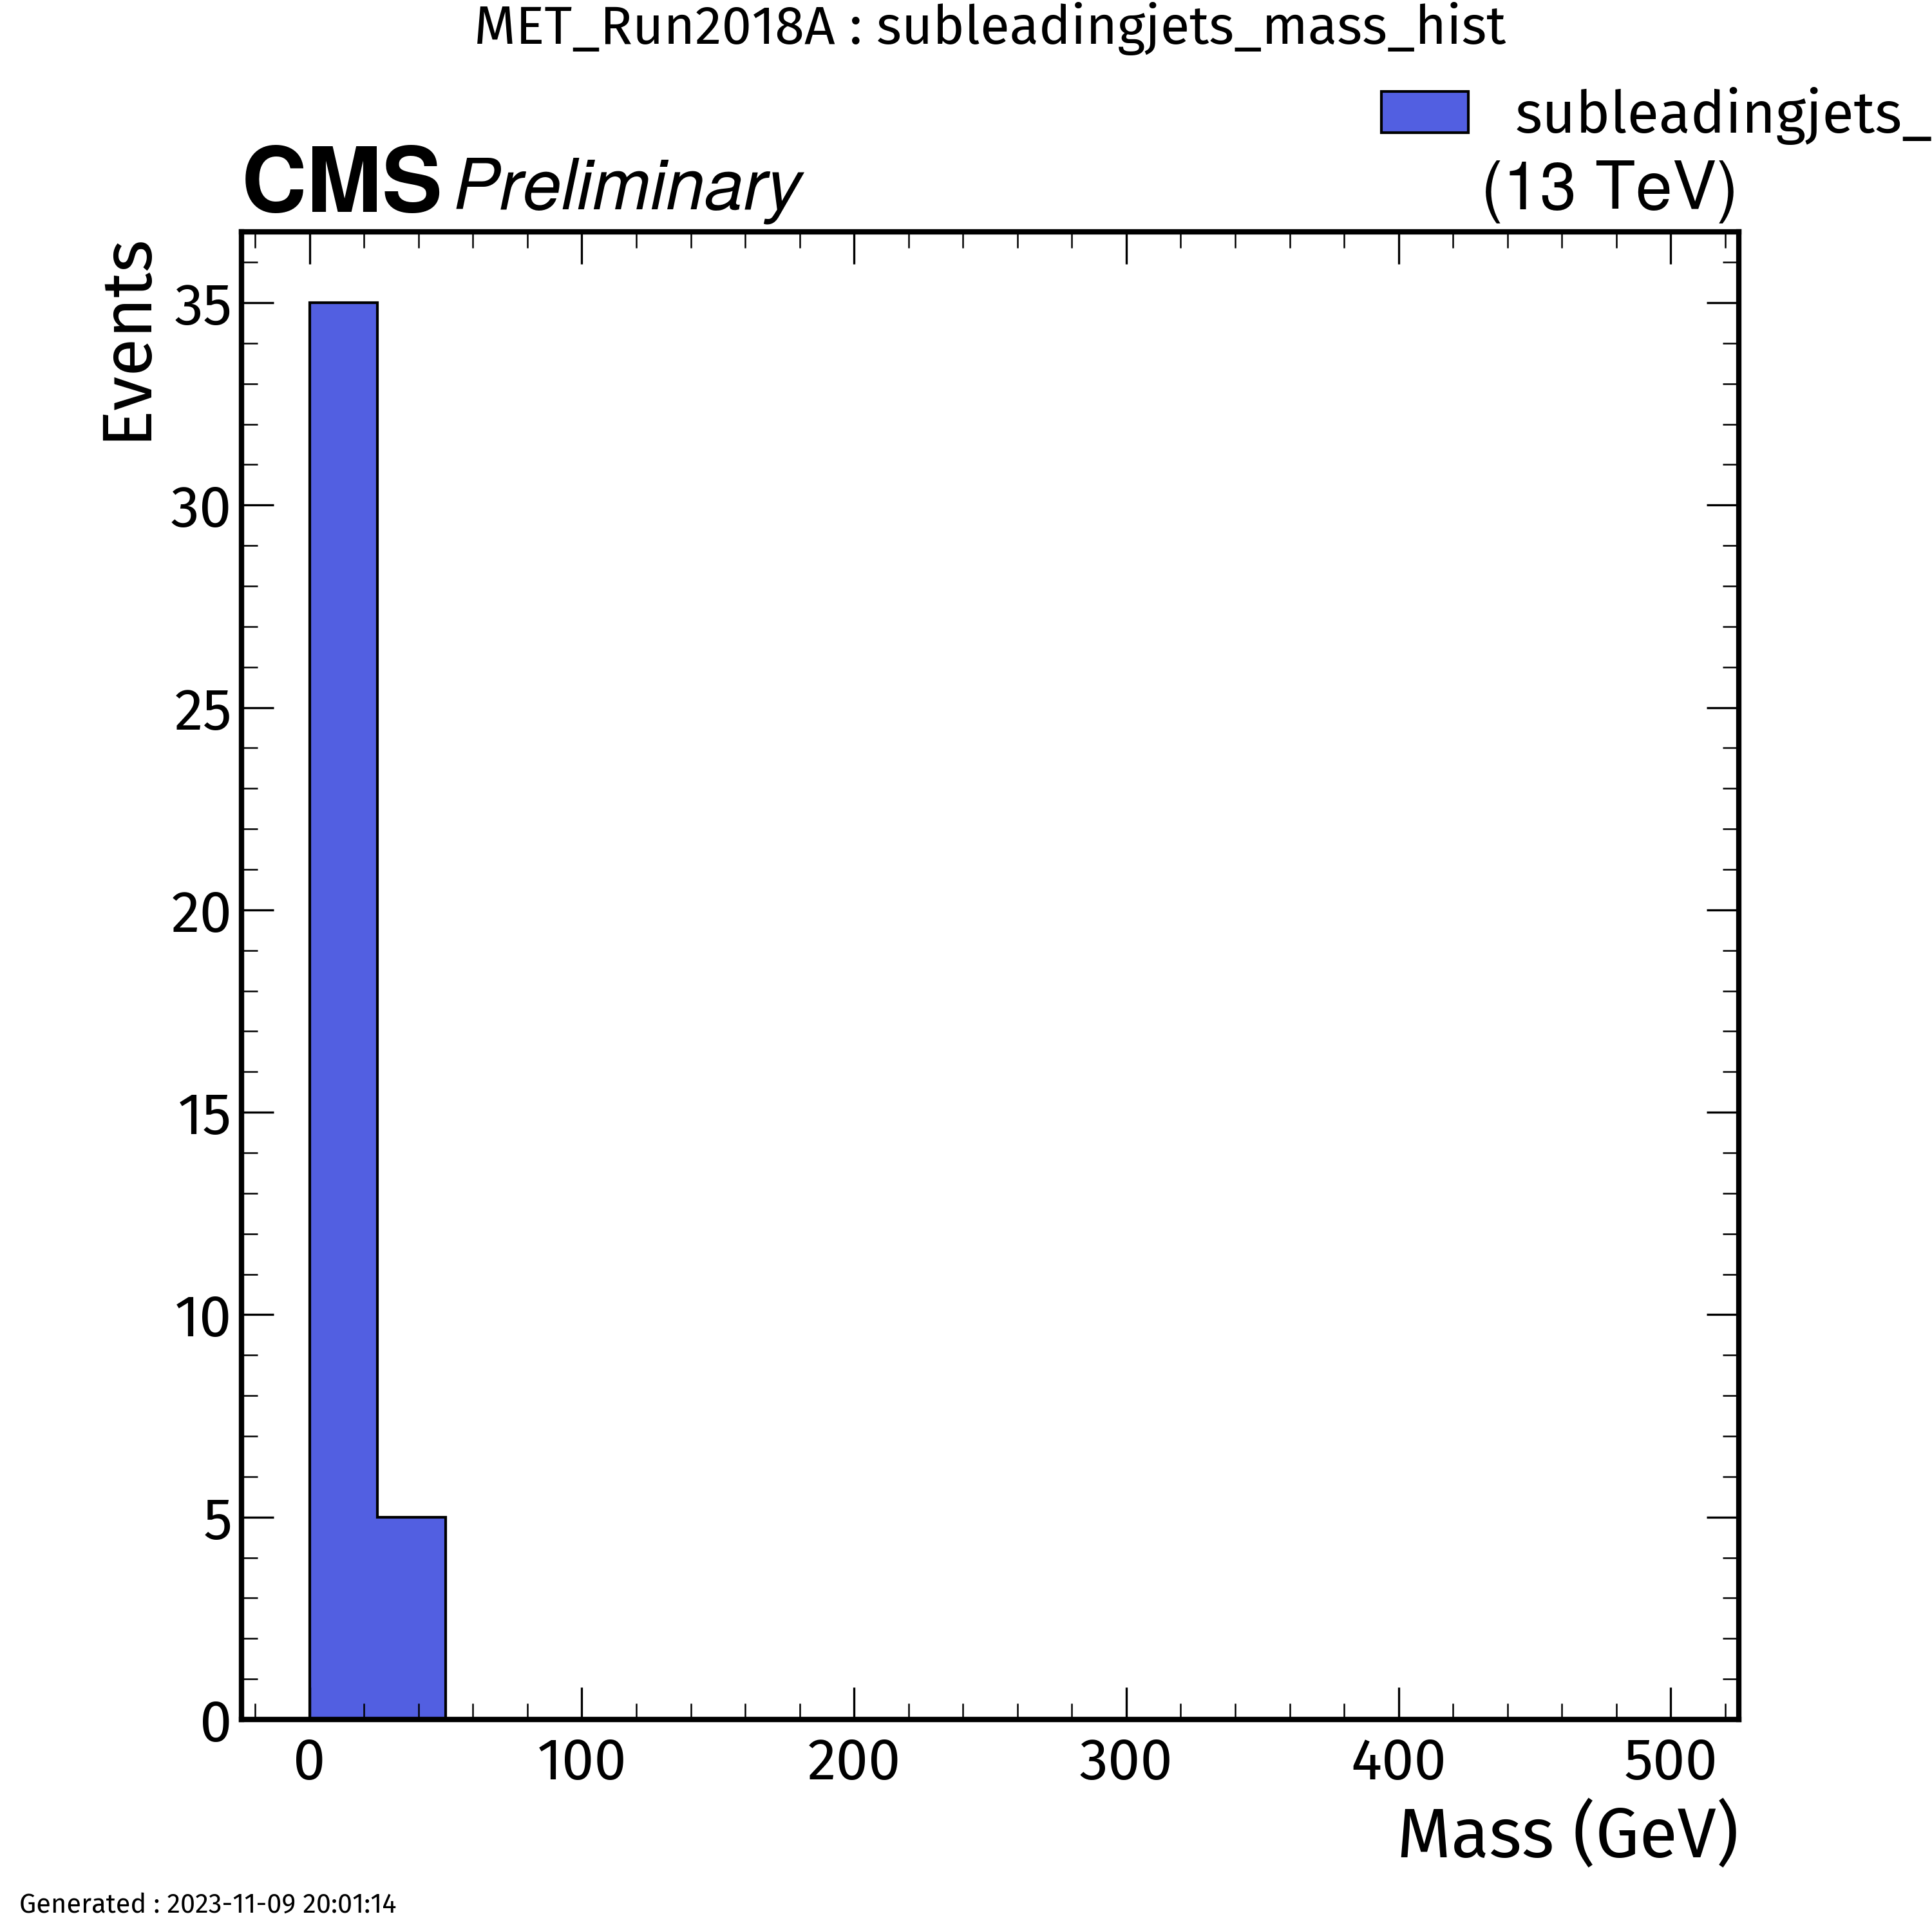 MET_Run2018A : subleadingjets_mass_hist
subleadingjets_
CMS Preliminary
(13 TeV)
Events
35
30
25
20
15
10
5
0
0 100 200 300 400 500
Mass (GeV)
Generated : 2023-11-09 20:01:14